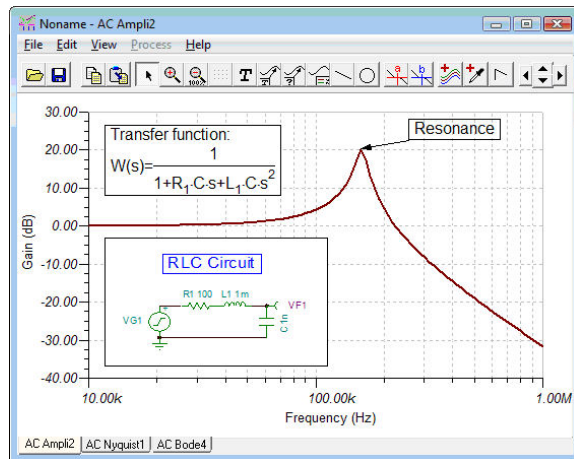 Noname - AC Ampli2
File Edit View Process Help
100% T a b
30.00
20.00
10.00
0.00
-10.00
-20.00
-30.00
-40.00
Gain (dB)
Transfer function:
W(s)= 1
1+R1·C·s+L1·C·s2
Resonance
RLC Circuit
R1 100 L1 1m VF1
VG1 C 1n
10.00k 100.00k 1.00M
Frequency (Hz)
AC Ampli2 AC Nyquist1 AC Bode4